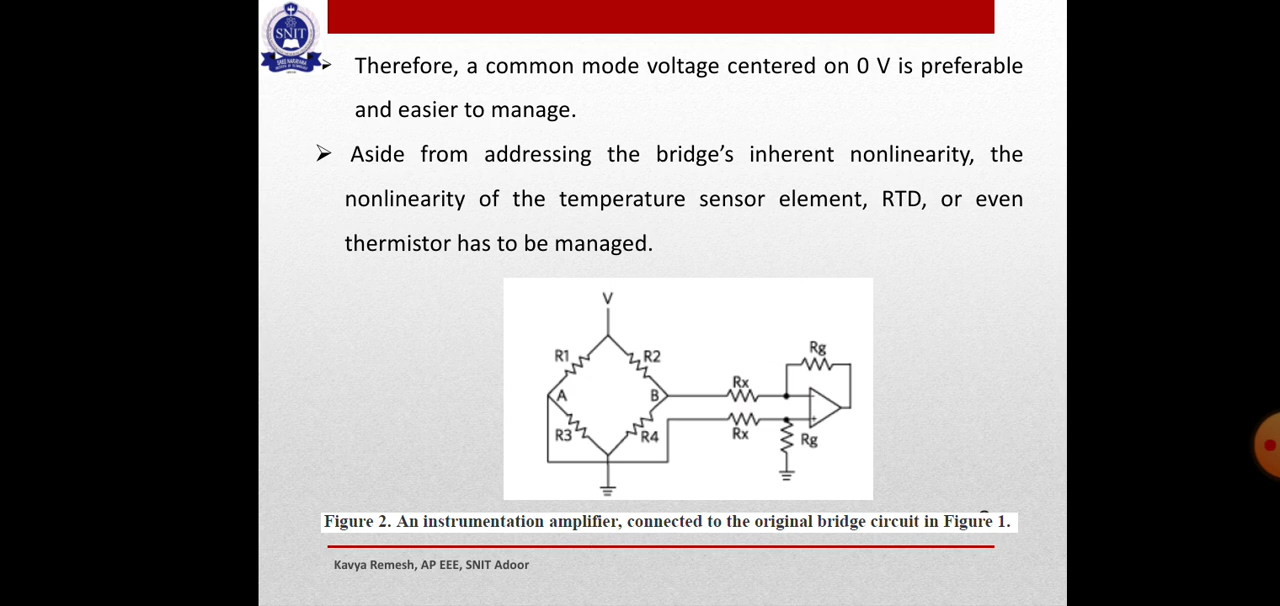 SNIT
Therefore, a common mode voltage centered on 0 V is preferable
and easier to manage.
Aside from addressing the bridge’s inherent nonlinearity, the
nonlinearity of the temperature sensor element, RTD, or even
thermistor has to be managed.
V
R1
R2
Rg
A
B
Rx
R3
R4
Rx
Rg
-
+
Figure 2. An instrumentation amplifier, connected to the original bridge circuit in Figure 1.
Kavya Remesh, AP EEE, SNIT Adoor